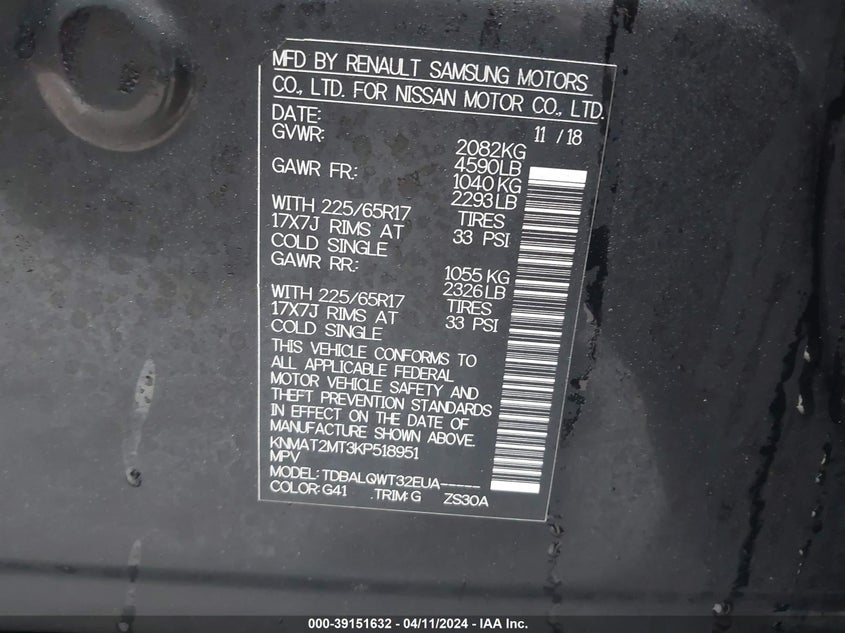 MFD BY RENAULT SAMSUNG MOTORS
CO., LTD. FOR NISSAN MOTOR CO., LTD.
DATE: 11 / 18
GVWR: 2082KG
4590LB
GAWR FR.: 1040KG
2293LB
WITH 225/65R17 TIRES
17X7J RIMS AT 33 PSI
COLD SINGLE
GAWR RR.: 1055KG
2326LB
WITH 225/65R17 TIRES
17X7J RIMS AT 33 PSI
COLD SINGLE
THIS VEHICLE CONFORMS TO
ALL APPLICABLE FEDERAL
MOTOR VEHICLE SAFETY AND
THEFT PREVENTION STANDARDS
IN EFFECT ON THE DATE OF
MANUFACTURE SHOWN ABOVE.
KNMAT2MT3KP518951
MPV
MODEL: TDBALQWT32EUA-----
COLOR: G41 TRIM: G ZS30A
000-39151632 - 04/11/2024 - IAA Inc.